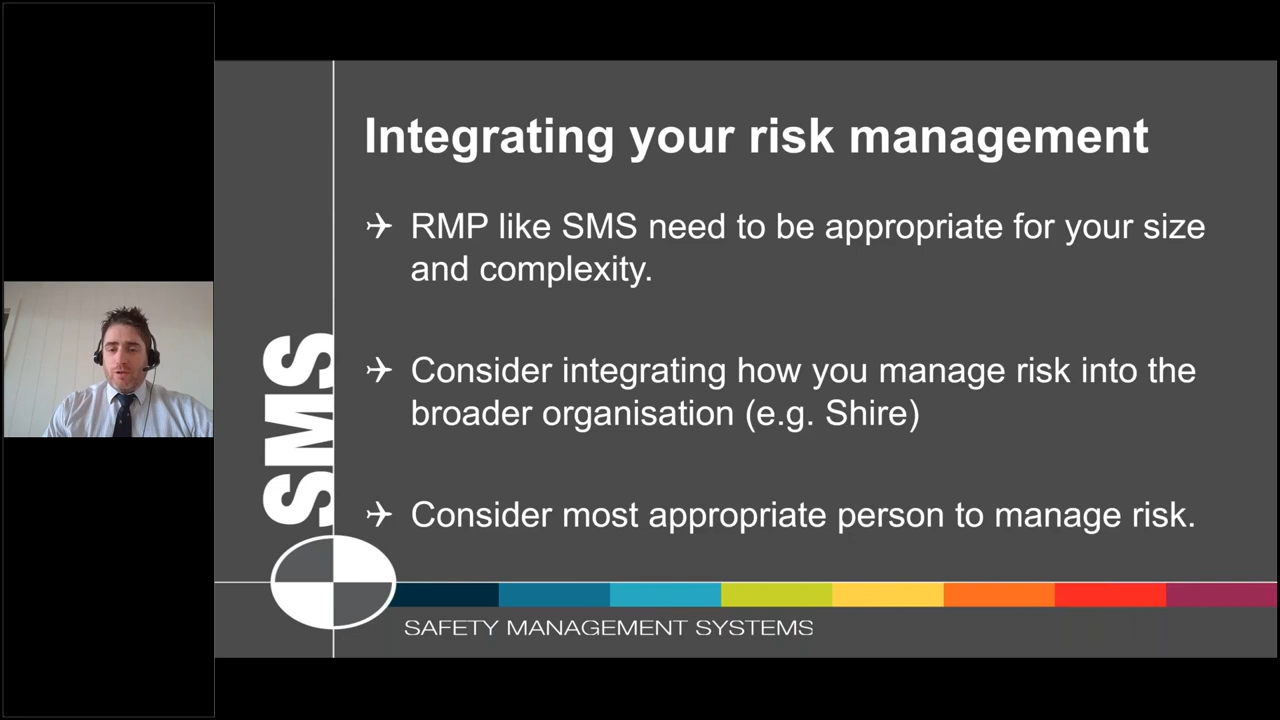 Integrating your risk management
RMP like SMS need to be appropriate for your size
and complexity.
Consider integrating how you manage risk into the
broader organisation (e.g. Shire)
Consider most appropriate person to manage risk.
SMS
SAFETY MANAGEMENT SYSTEMS